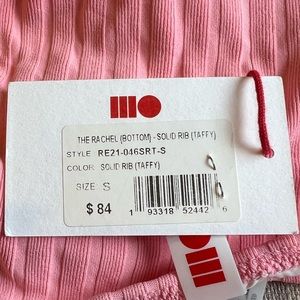 THE RACHEL (BOTTOM) - SOLID RIB (TAFFY)
STYLE: RE21-046SRT-S
COLOR: SOLID RIB (TAFFY)
SIZE: S
$ 84
1 93318 52442 6